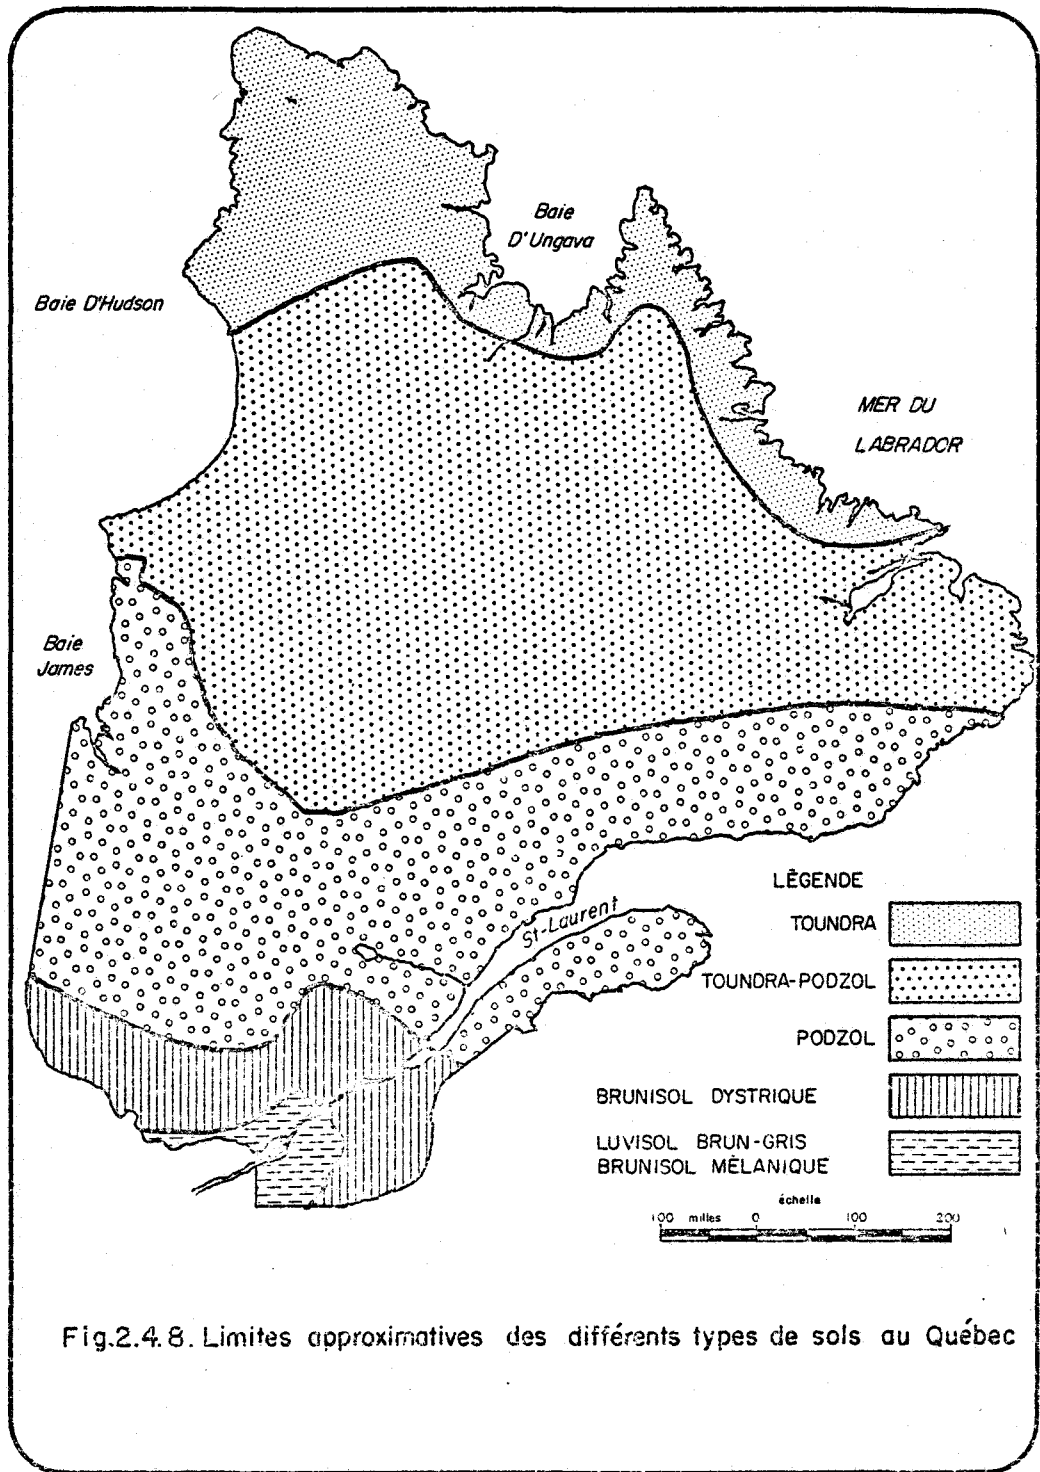 Baie
D'Ungava
Baie D'Hudson
MER DU
LABRADOR
Baie
James
St-Laurent
LÉGENDE
TOUNDRA
TOUNDRA-PODZOL
PODZOL
BRUNISOL DYSTRIQUE
LUVISOL BRUN-GRIS
BRUNISOL MÉLANIQUE
échelle
100 milles 0 100 200
Fig.2.4.8. Limites approximatives des différents types de sols au Québec